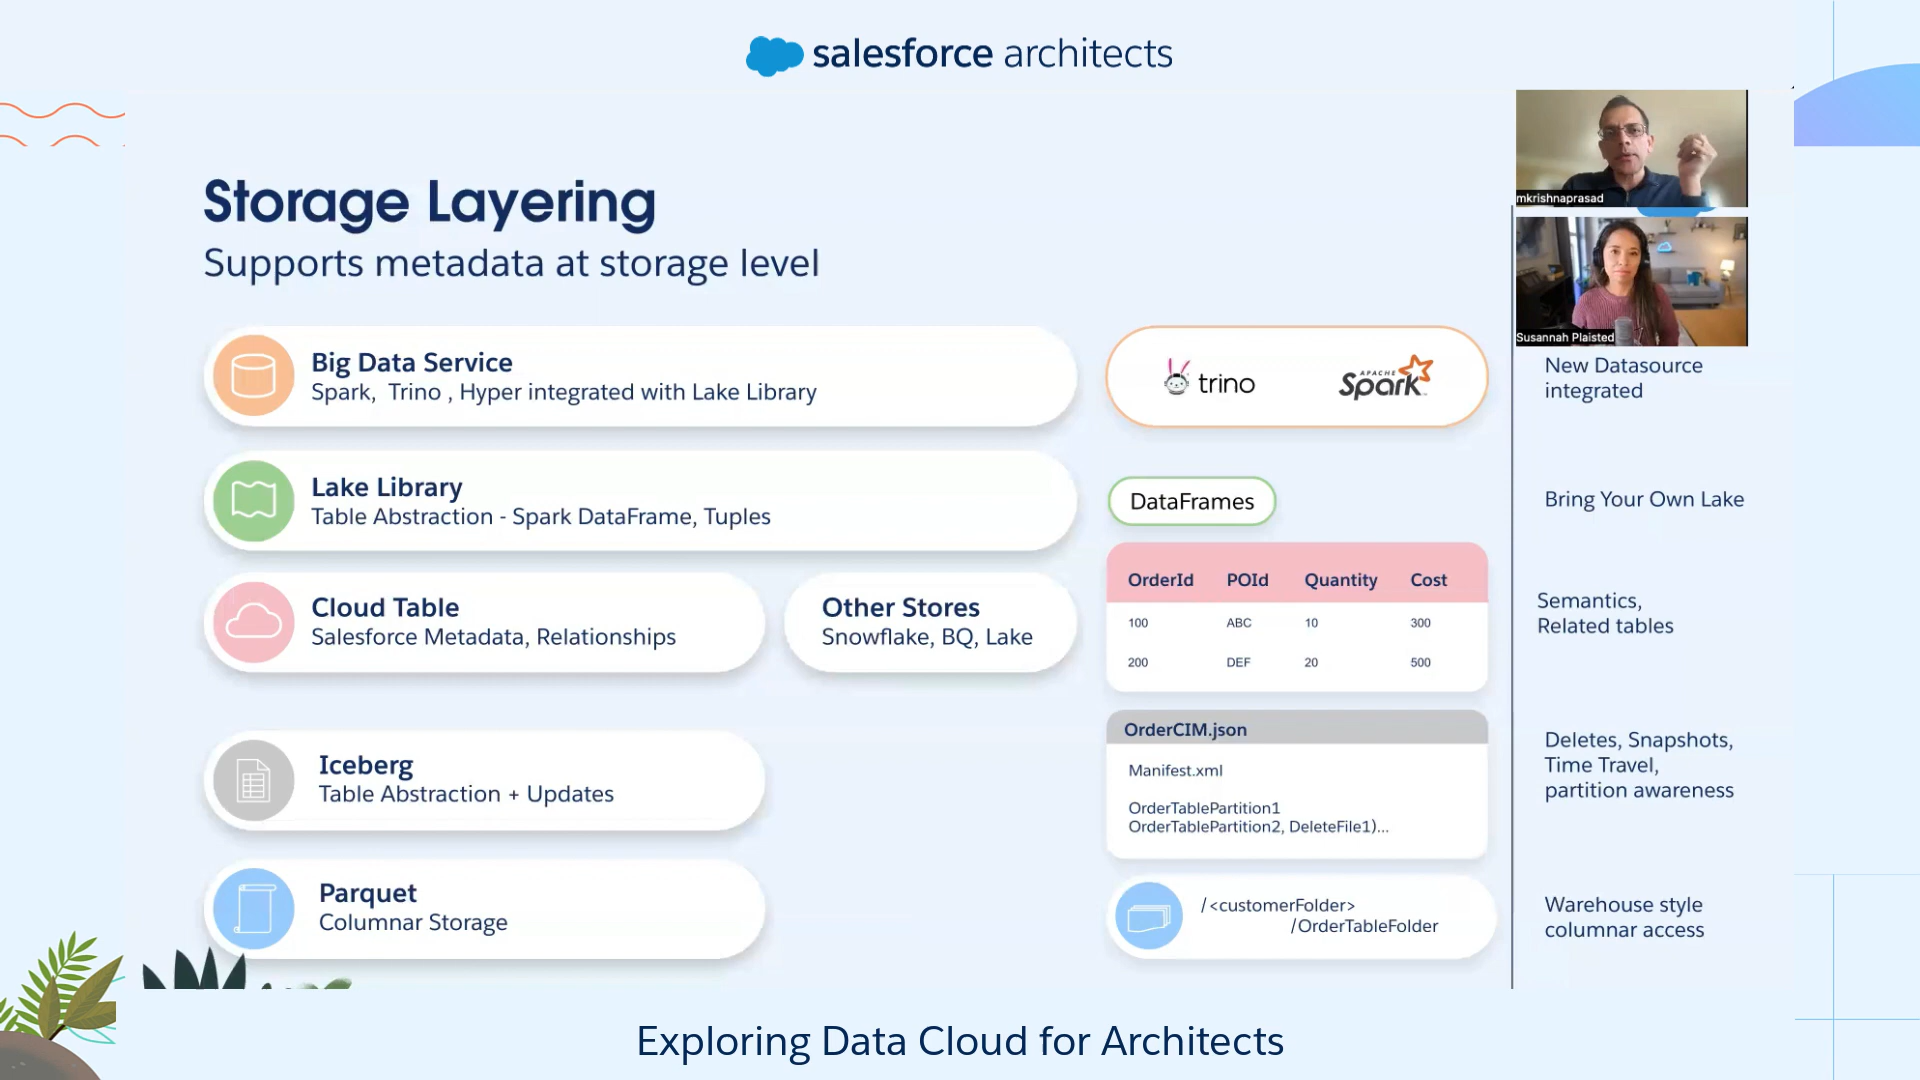 salesforce architects
mkrishnaprasad
Susannah Plaisted
Storage Layering
Supports metadata at storage level
Big Data Service
Spark,  Trino , Hyper integrated with Lake Library
trino
APACHE
Spark
New Datasource
integrated
Lake Library
Table Abstraction - Spark DataFrame, Tuples
DataFrames
Bring Your Own Lake
Cloud Table
Salesforce Metadata, Relationships
Other Stores
Snowflake, BQ, Lake
OrderId POId Quantity Cost
100 ABC 10 300
200 DEF 20 500
Semantics,
Related tables
Iceberg
Table Abstraction + Updates
OrderCIM.json
Manifest.xml
OrderTablePartition1
OrderTablePartition2, DeleteFile1)...
Deletes, Snapshots,
Time Travel,
partition awareness
Parquet
Columnar Storage
/<customerFolder>
/OrderTableFolder
Warehouse style
columnar access
Exploring Data Cloud for Architects